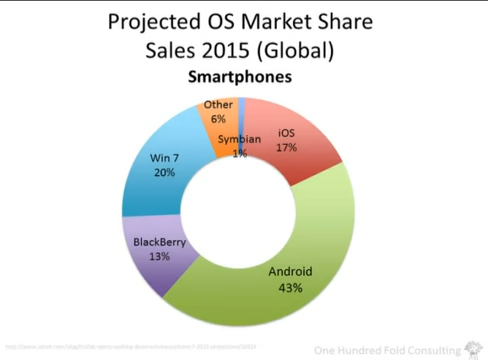 Projected OS Market Share
Sales 2015 (Global)
Smartphones
Other
6%
Symbian
1%
iOS
17%
Win 7
20%
BlackBerry
13%
Android
43%
One Hundred Fold Consulting